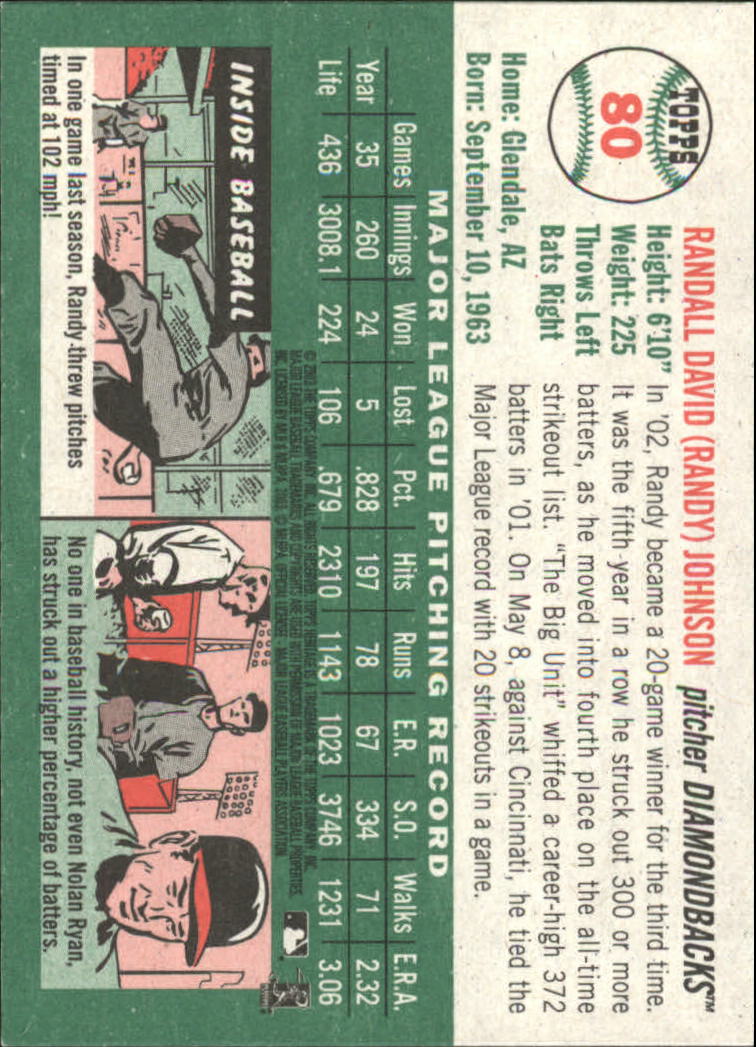 TOPPS
80
RANDALL DAVID (RANDY) JOHNSON pitcher DIAMONDBACKS™
Height: 6'10"
Weight: 225
Throws Left
Bats Right
Home: Glendale, AZ
Born: September 10, 1963
In '02, Randy became a 20-game winner for the third time.
It was the fifth year in a row he struck out 300 or more
batters, as he moved into fourth place on the all-time
strikeout list. "The Big Unit" whiffed a career-high 372
batters in '01. On May 8, against Cincinnati, he tied the
Major League record with 20 strikeouts in a game.
MAJOR LEAGUE PITCHING RECORD
Games Innings Won Lost Pct. Hits Runs E.R. S.O. Walks E.R.A.
Year 35 260 24 5 .828 197 78 67 334 71 2.32
Life 436 3008.1 224 106 .679 2310 1143 1023 3746 1231 3.06
INSIDE BASEBALL
In one game last season, Randy threw pitches
timed at 102 mph!
No one in baseball history, not even Nolan Ryan,
has struck out a higher percentage of batters.